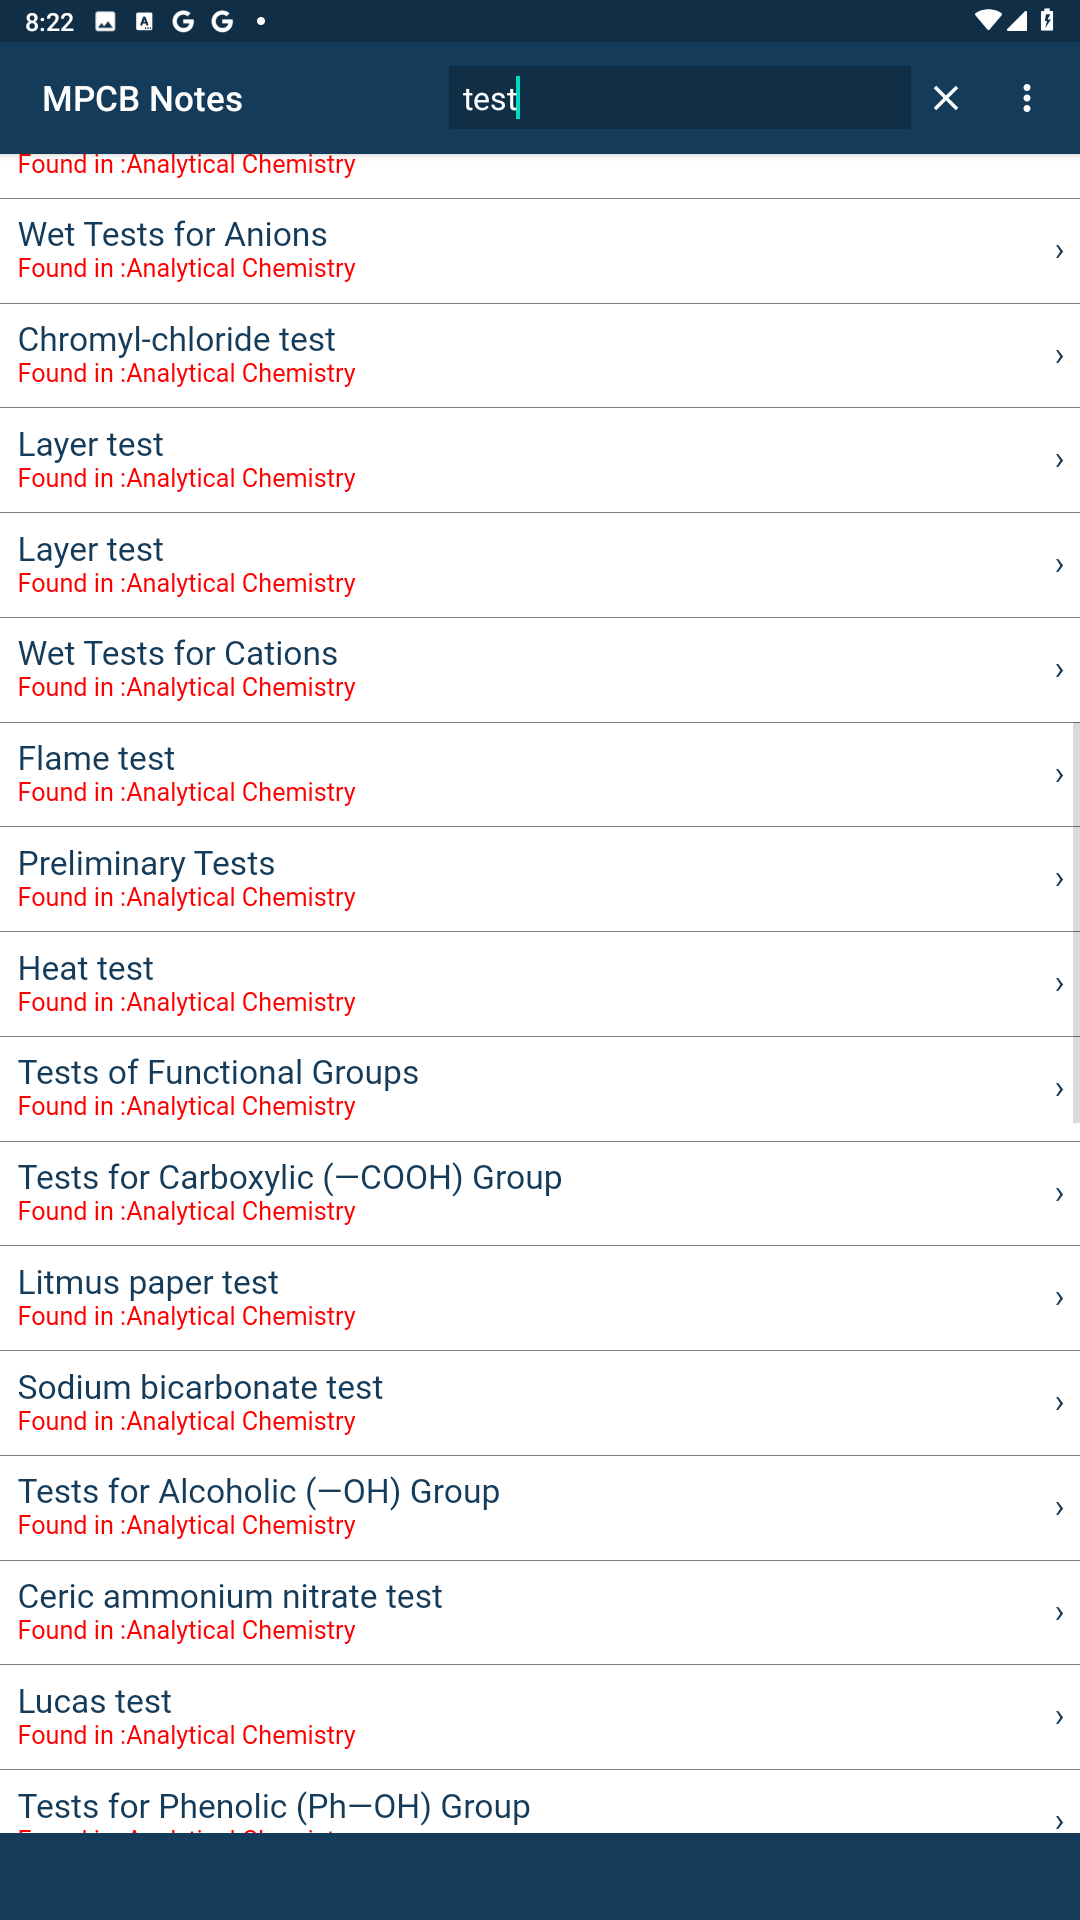 8:22
MPCB Notes
test
Found in :Analytical Chemistry
Wet Tests for Anions
Found in :Analytical Chemistry
Chromyl-chloride test
Found in :Analytical Chemistry
Layer test
Found in :Analytical Chemistry
Layer test
Found in :Analytical Chemistry
Wet Tests for Cations
Found in :Analytical Chemistry
Flame test
Found in :Analytical Chemistry
Preliminary Tests
Found in :Analytical Chemistry
Heat test
Found in :Analytical Chemistry
Tests of Functional Groups
Found in :Analytical Chemistry
Tests for Carboxylic (—COOH) Group
Found in :Analytical Chemistry
Litmus paper test
Found in :Analytical Chemistry
Sodium bicarbonate test
Found in :Analytical Chemistry
Tests for Alcoholic (—OH) Group
Found in :Analytical Chemistry
Ceric ammonium nitrate test
Found in :Analytical Chemistry
Lucas test
Found in :Analytical Chemistry
Tests for Phenolic (Ph—OH) Group